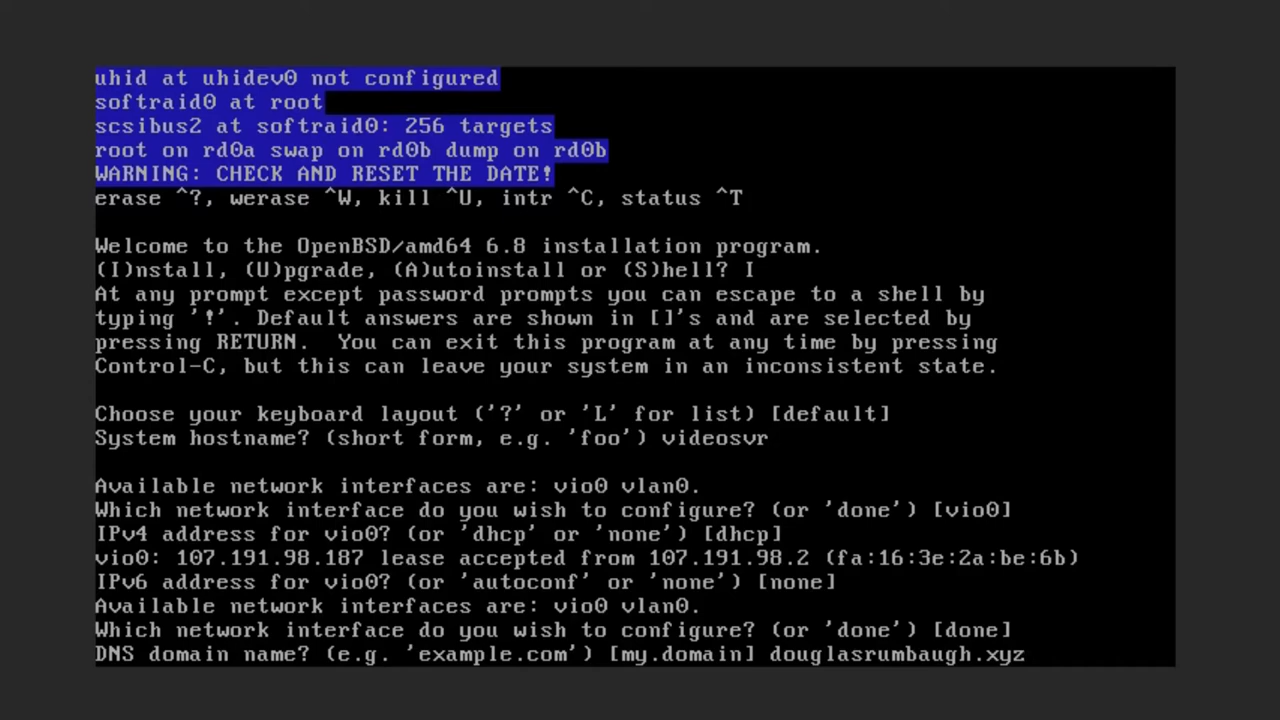 uhid at uhidev0 not configured
softraid0 at root
scsibus2 at softraid0: 256 targets
root on rd0a swap on rd0b dump on rd0b
WARNING: CHECK AND RESET THE DATE!
erase ^?, werase ^W, kill ^U, intr ^C, status ^T
Welcome to the OpenBSD/amd64 6.8 installation program.
(I)nstall, (U)pgrade, (A)utoinstall or (S)hell? I
At any prompt except password prompts you can escape to a shell by
typing '!'. Default answers are shown in []'s and are selected by
pressing RETURN.  You can exit this program at any time by pressing
Control-C, but this can leave your system in an inconsistent state.
Choose your keyboard layout ('?' or 'L' for list) [default]
System hostname? (short form, e.g. 'foo') videosvr
Available network interfaces are: vio0 vlan0.
Which network interface do you wish to configure? (or 'done') [vio0]
IPv4 address for vio0? (or 'dhcp' or 'none') [dhcp]
vio0: 107.191.98.187 lease accepted from 107.191.98.2 (fa:16:3e:2a:be:6b)
IPv6 address for vio0? (or 'autoconf' or 'none') [none]
Available network interfaces are: vio0 vlan0.
Which network interface do you wish to configure? (or 'done') [done]
DNS domain name? (e.g. 'example.com') [my.domain] douglasrumbaugh.xyz